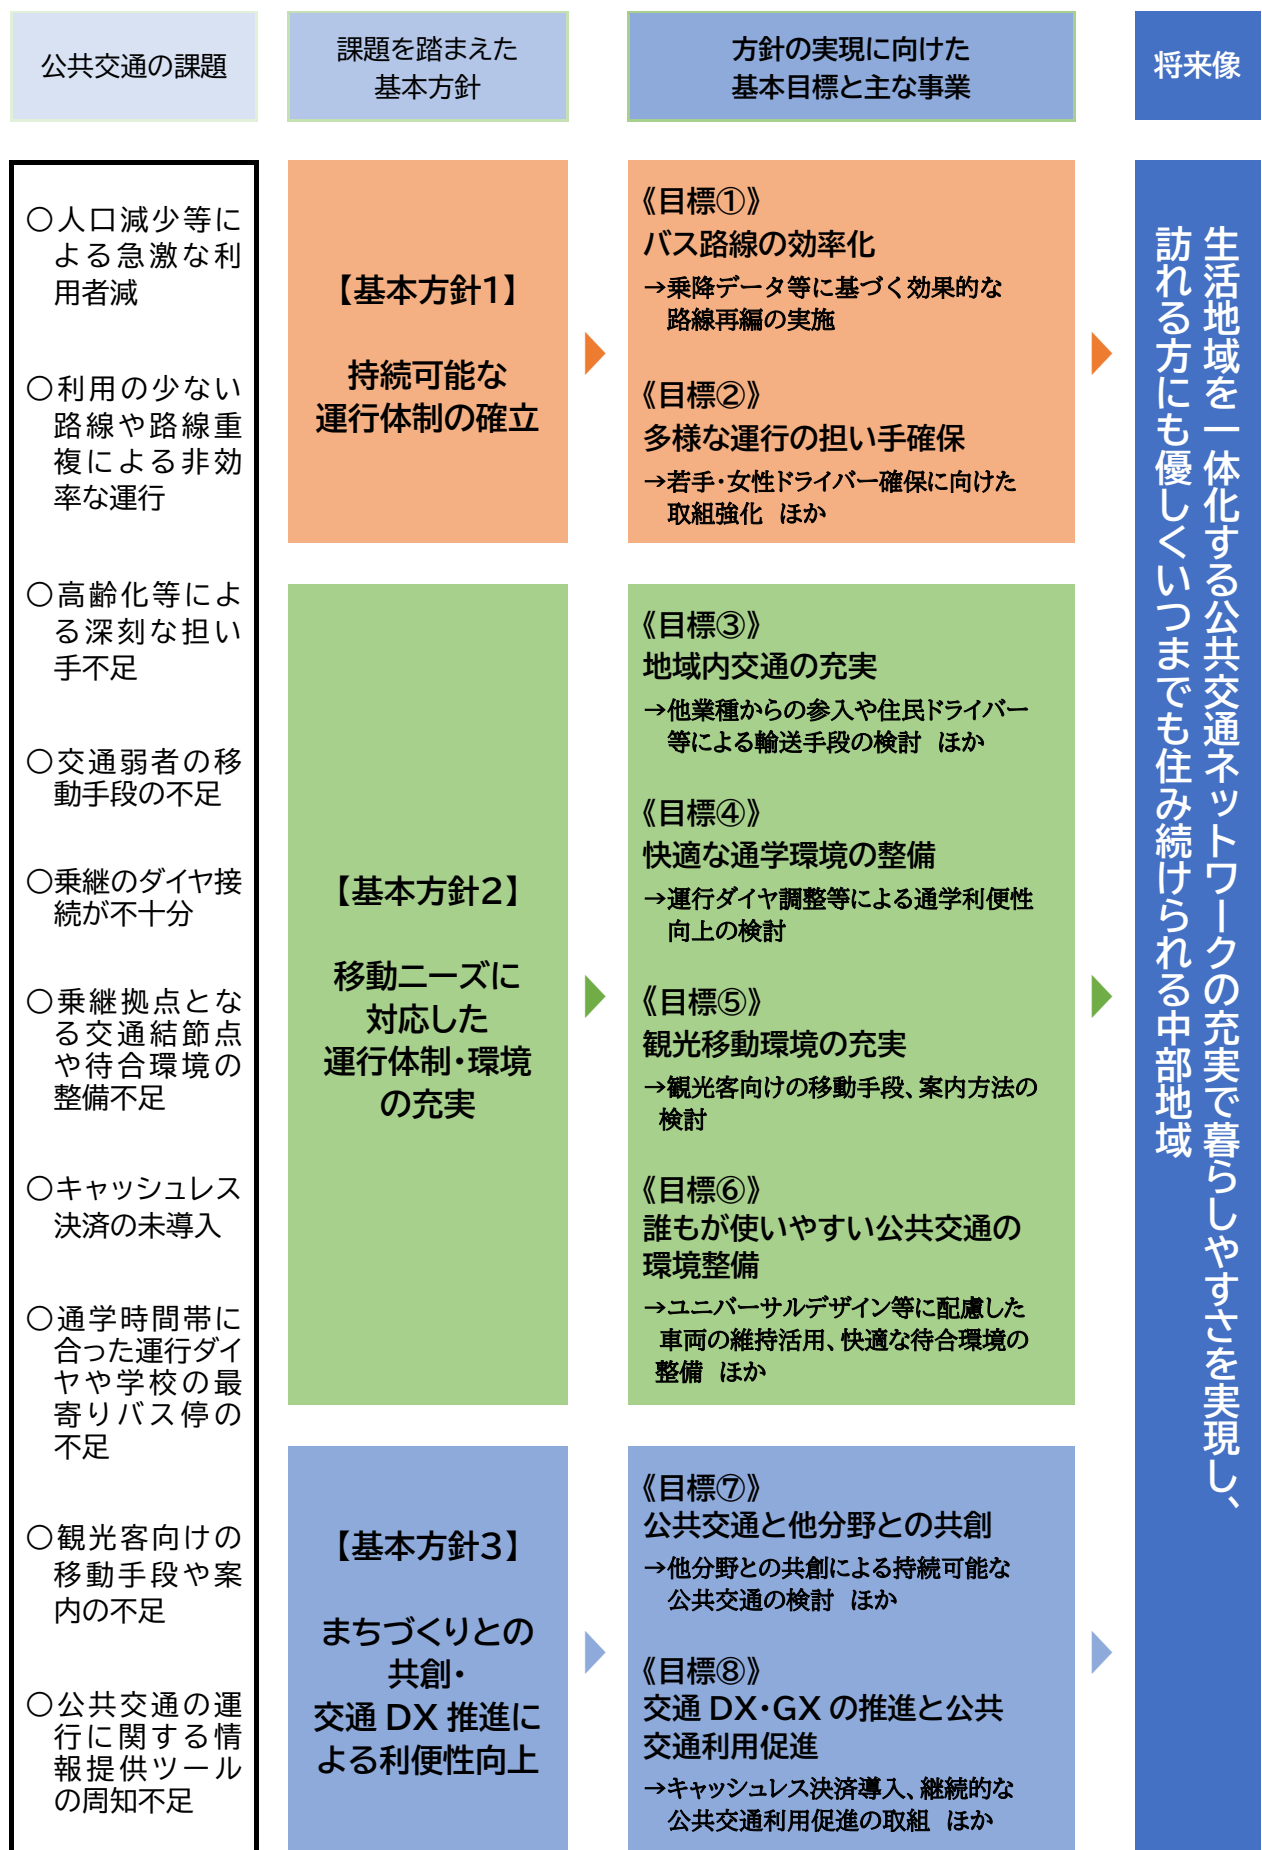 公共交通の課題
課題を踏まえた
基本方針
方針の実現に向けた
基本目標と主な事業
将来像
〇人口減少等に
よる急激な利
用者減
〇利用の少ない
路線や路線重
複による非効
率な運行
〇高齢化等によ
る深刻な担い
手不足
〇交通弱者の移
動手段の不足
〇乗継のダイヤ接
続が不十分
〇乗継拠点とな
る交通結節点
や待合環境の
整備不足
〇キャッシュレス
決済の未導入
〇通学時間帯に
合った運行ダイ
ヤや学校の最
寄りバス停の
不足
〇観光客向けの
移動手段や案
内の不足
〇公共交通の運
行に関する情
報提供ツール
の周知不足
【基本方針1】
持続可能な
運行体制の確立
《目標①》
バス路線の効率化
→乗降データ等に基づく効果的な
路線再編の実施
《目標②》
多様な運行の担い手確保
→若手・女性ドライバー確保に向けた
取組強化 ほか
【基本方針2】
移動ニーズに
対応した
運行体制・環境
の充実
《目標③》
地域内交通の充実
→他業種からの参入や住民ドライバー
等による輸送手段の検討 ほか
《目標④》
快適な通学環境の整備
→運行ダイヤ調整等による通学利便性
向上の検討
《目標⑤》
観光移動環境の充実
→観光客向けの移動手段、案内方法の
検討
《目標⑥》
誰もが使いやすい公共交通の
環境整備
→ユニバーサルデザイン等に配慮した
車両の維持活用、快適な待合環境の
整備 ほか
【基本方針3】
まちづくりとの
共創・
交通 DX 推進に
よる利便性向上
《目標⑦》
公共交通と他分野との共創
→他分野との共創による持続可能な
公共交通の検討 ほか
《目標⑧》
交通 DX・GX の推進と公共
交通利用促進
→キャッシュレス決済導入、継続的な
公共交通利用促進の取組 ほか
生活地域を一体化する公共交通ネットワークの充実で暮らしやすさを実現し、
訪れる方にも優しくいつまでも住み続けられる中部地域